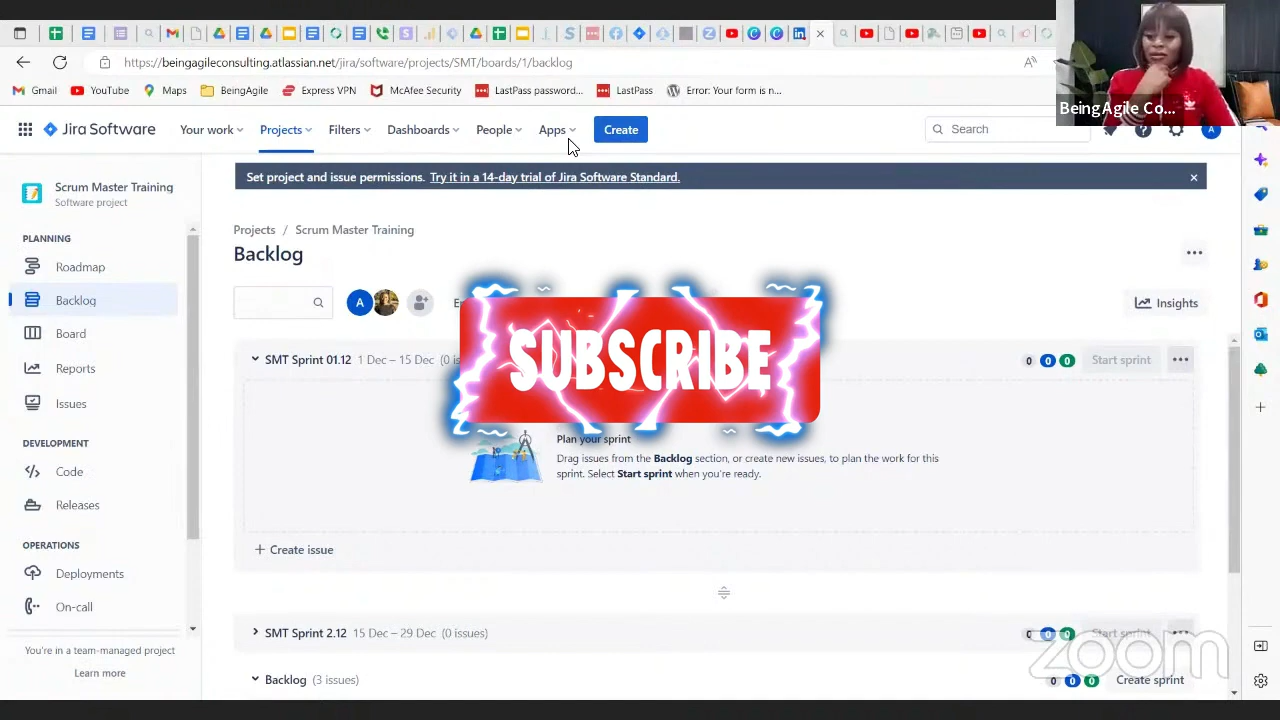 https://beingagileconsulting.atlassian.net/jira/software/projects/SMT/boards/1/backlog
Gmail YouTube Maps BeingAgile Express VPN McAfee Security LastPass password... LastPass Error: Your form is n...
Being Agile Co...
Jira Software Your work Projects Filters Dashboards People Apps Create Search
Scrum Master Training
Software project
Set project and issue permissions. Try it in a 14-day trial of Jira Software Standard.
PLANNING
Roadmap
Backlog
Board
Reports
Issues
DEVELOPMENT
Code
Releases
OPERATIONS
Deployments
On-call
You're in a team-managed project
Learn more
Projects / Scrum Master Training
Backlog
A
Insights
SUBSCRIBE
SMT Sprint 01.12 1 Dec – 15 Dec 0 0 0 Start sprint
Plan your sprint
Drag issues from the Backlog section, or create new issues, to plan the work for this
sprint. Select Start sprint when you're ready.
+ Create issue
SMT Sprint 2.12 15 Dec – 29 Dec (0 issues) 0 0 0 Start sprint
Backlog (3 issues) 0 0 0 Create sprint
zoom